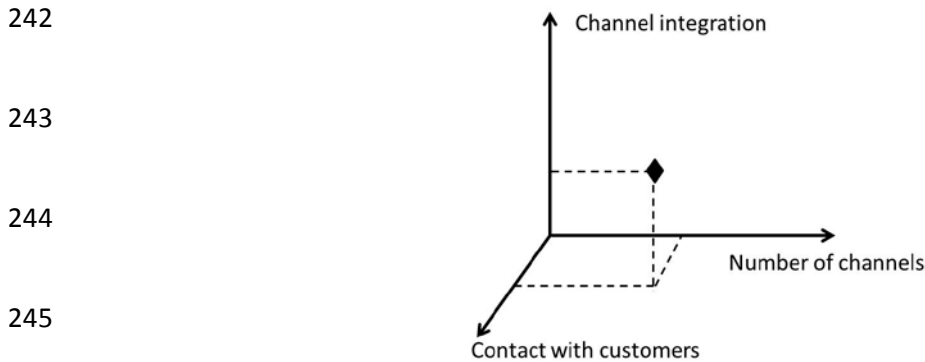 242
Channel integration
243
244
Number of channels
245
Contact with customers